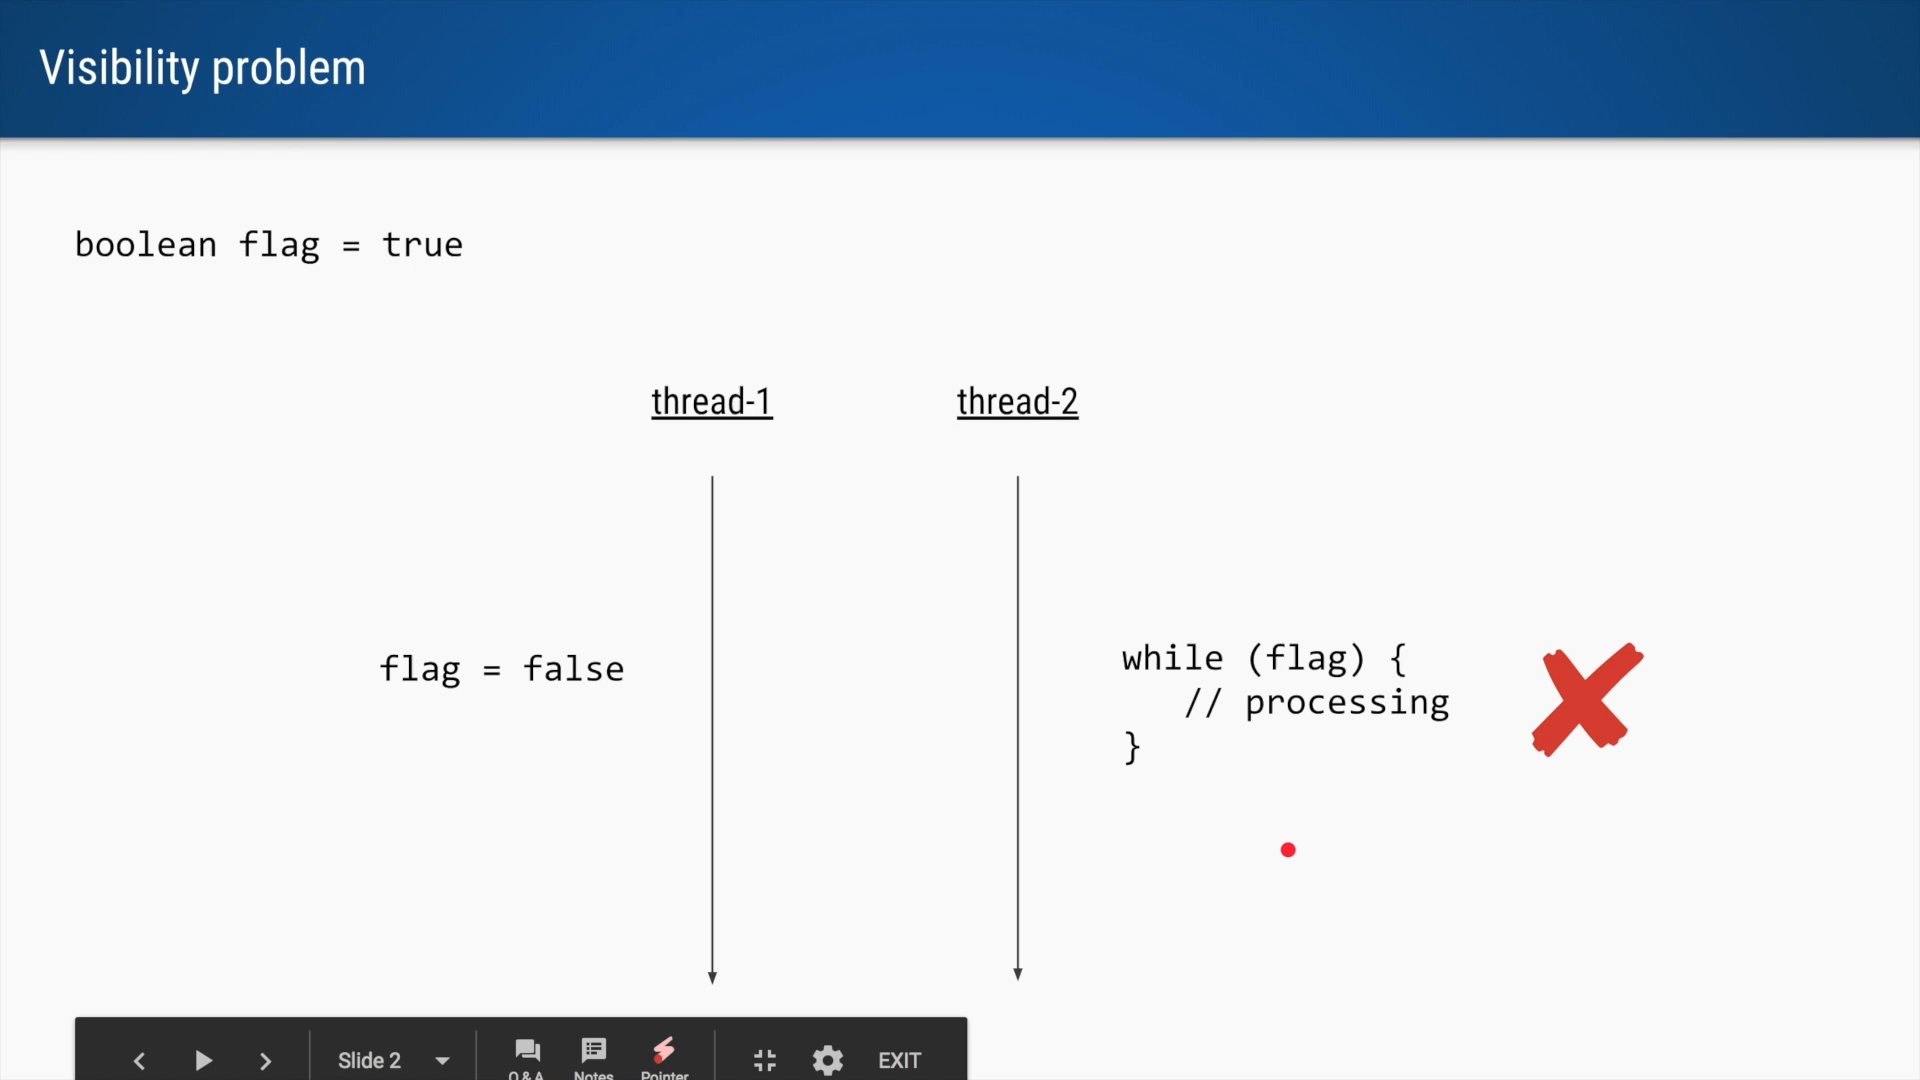 Visibility problem
boolean flag = true
thread-1
thread-2
flag = false
while (flag) {
// processing
}
Slide 2
Q & A
Notes
Pointer
EXIT